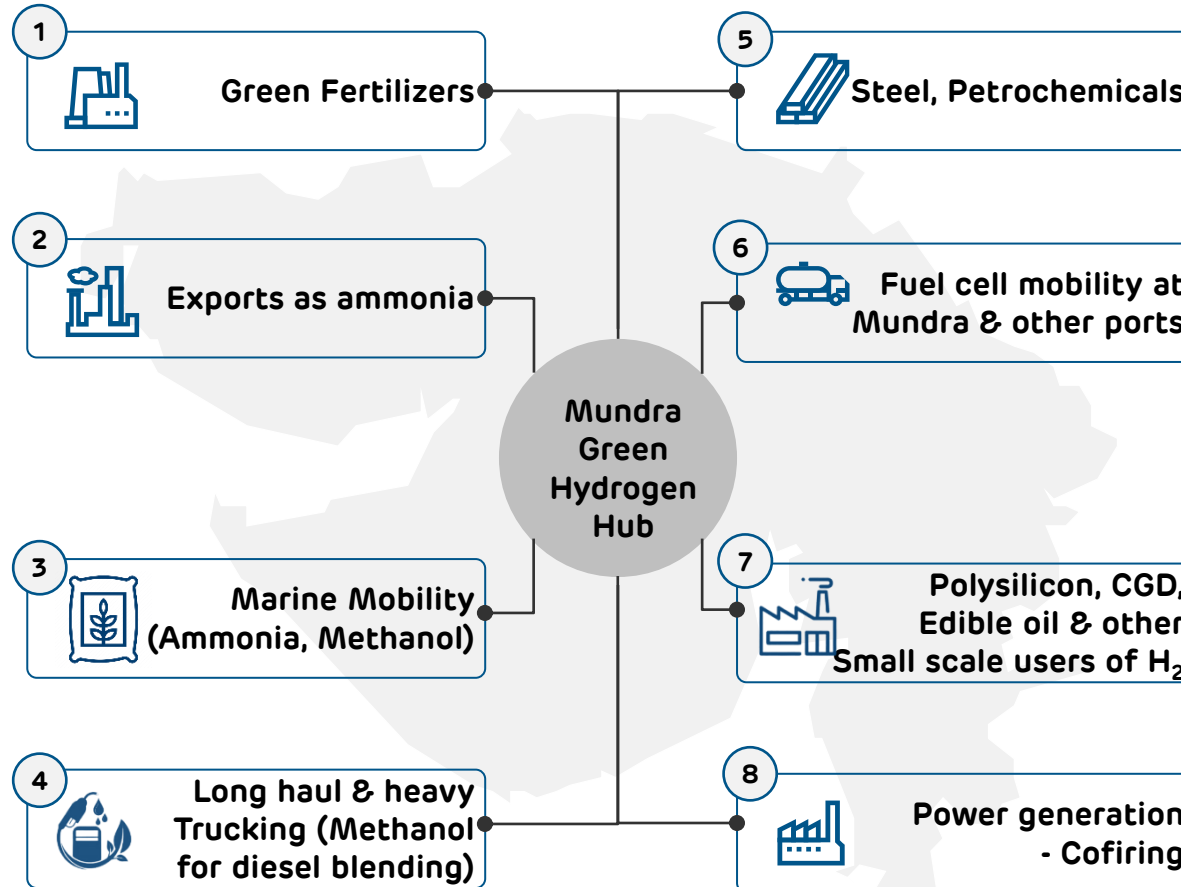 1
Green Fertilizers
2
Exports as ammonia
3
Marine Mobility
(Ammonia, Methanol)
4
Long haul & heavy
Trucking (Methanol
for diesel blending)
Mundra
Green
Hydrogen
Hub
5
Steel, Petrochemicals
6
Fuel cell mobility at
Mundra & other ports
7
Polysilicon, CGD,
Edible oil & other
Small scale users of H₂
8
Power generation
- Cofiring